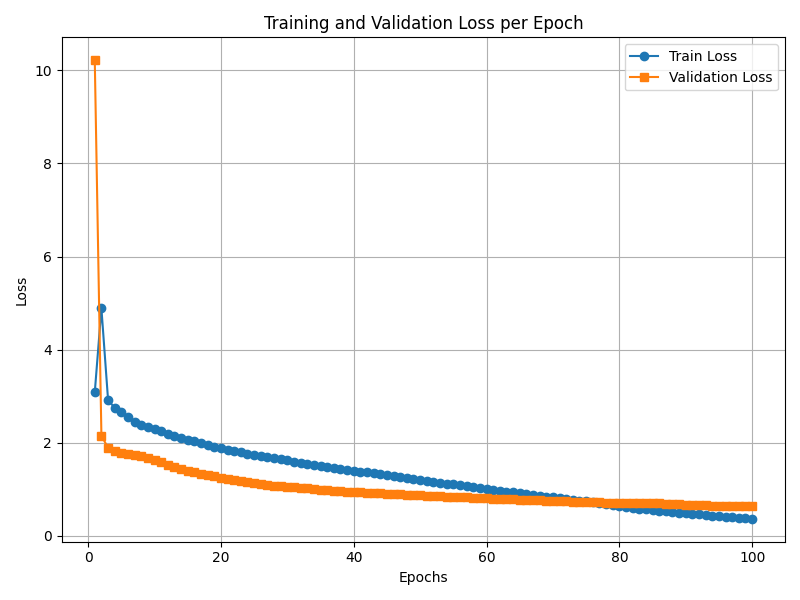 Training and Validation Loss per Epoch
Train Loss
Validation Loss
10
8
6
4
2
0
Loss
0 20 40 60 80 100
Epochs